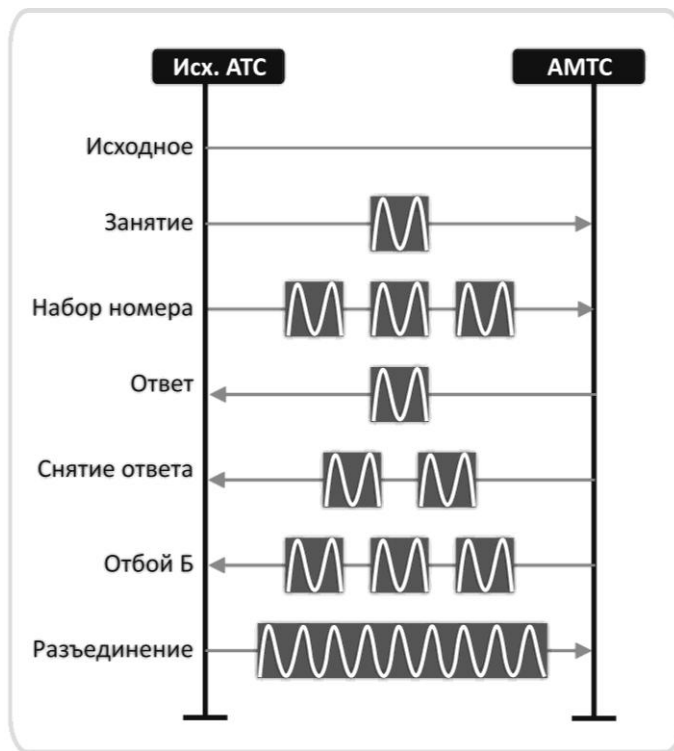 Исх. АТС
АМТС
Исходное
Занятие
Набор номера
Ответ
Снятие ответа
Отбой Б
Разъединение